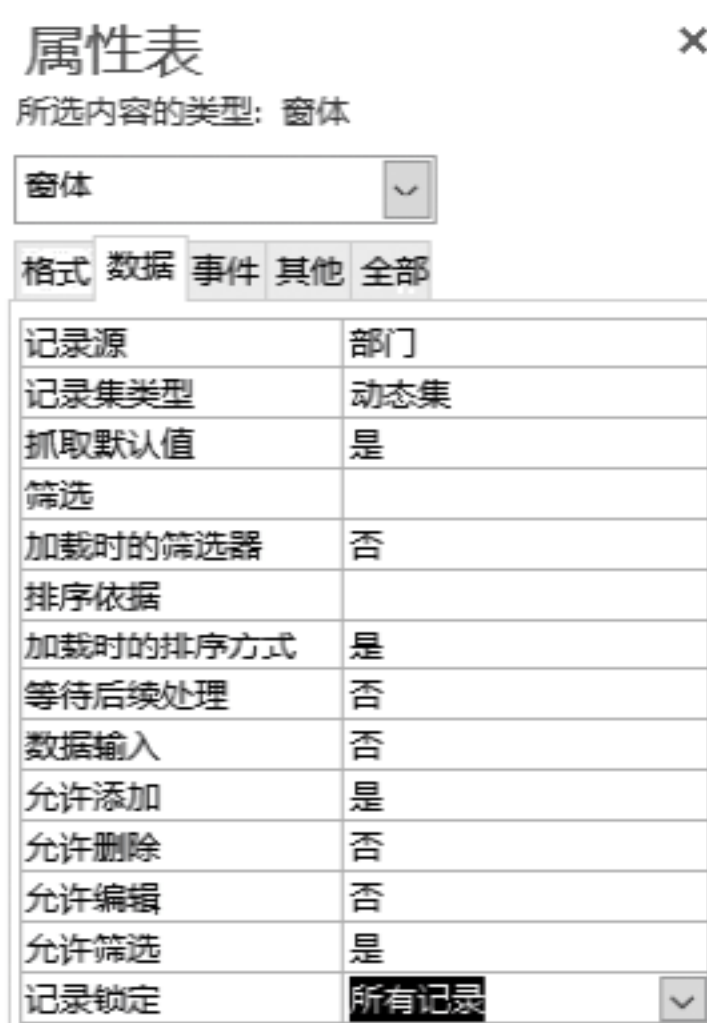 属性表
所选内容的类型: 窗体
窗体
格式 数据 事件 其他 全部
记录源 部门
记录集类型 动态集
抓取默认值 是
筛选
加载时的筛选器 否
排序依据
加载时的排序方式 是
等待后续处理 否
数据输入 否
允许添加 是
允许删除 否
允许编辑 否
允许筛选 是
记录锁定 所有记录